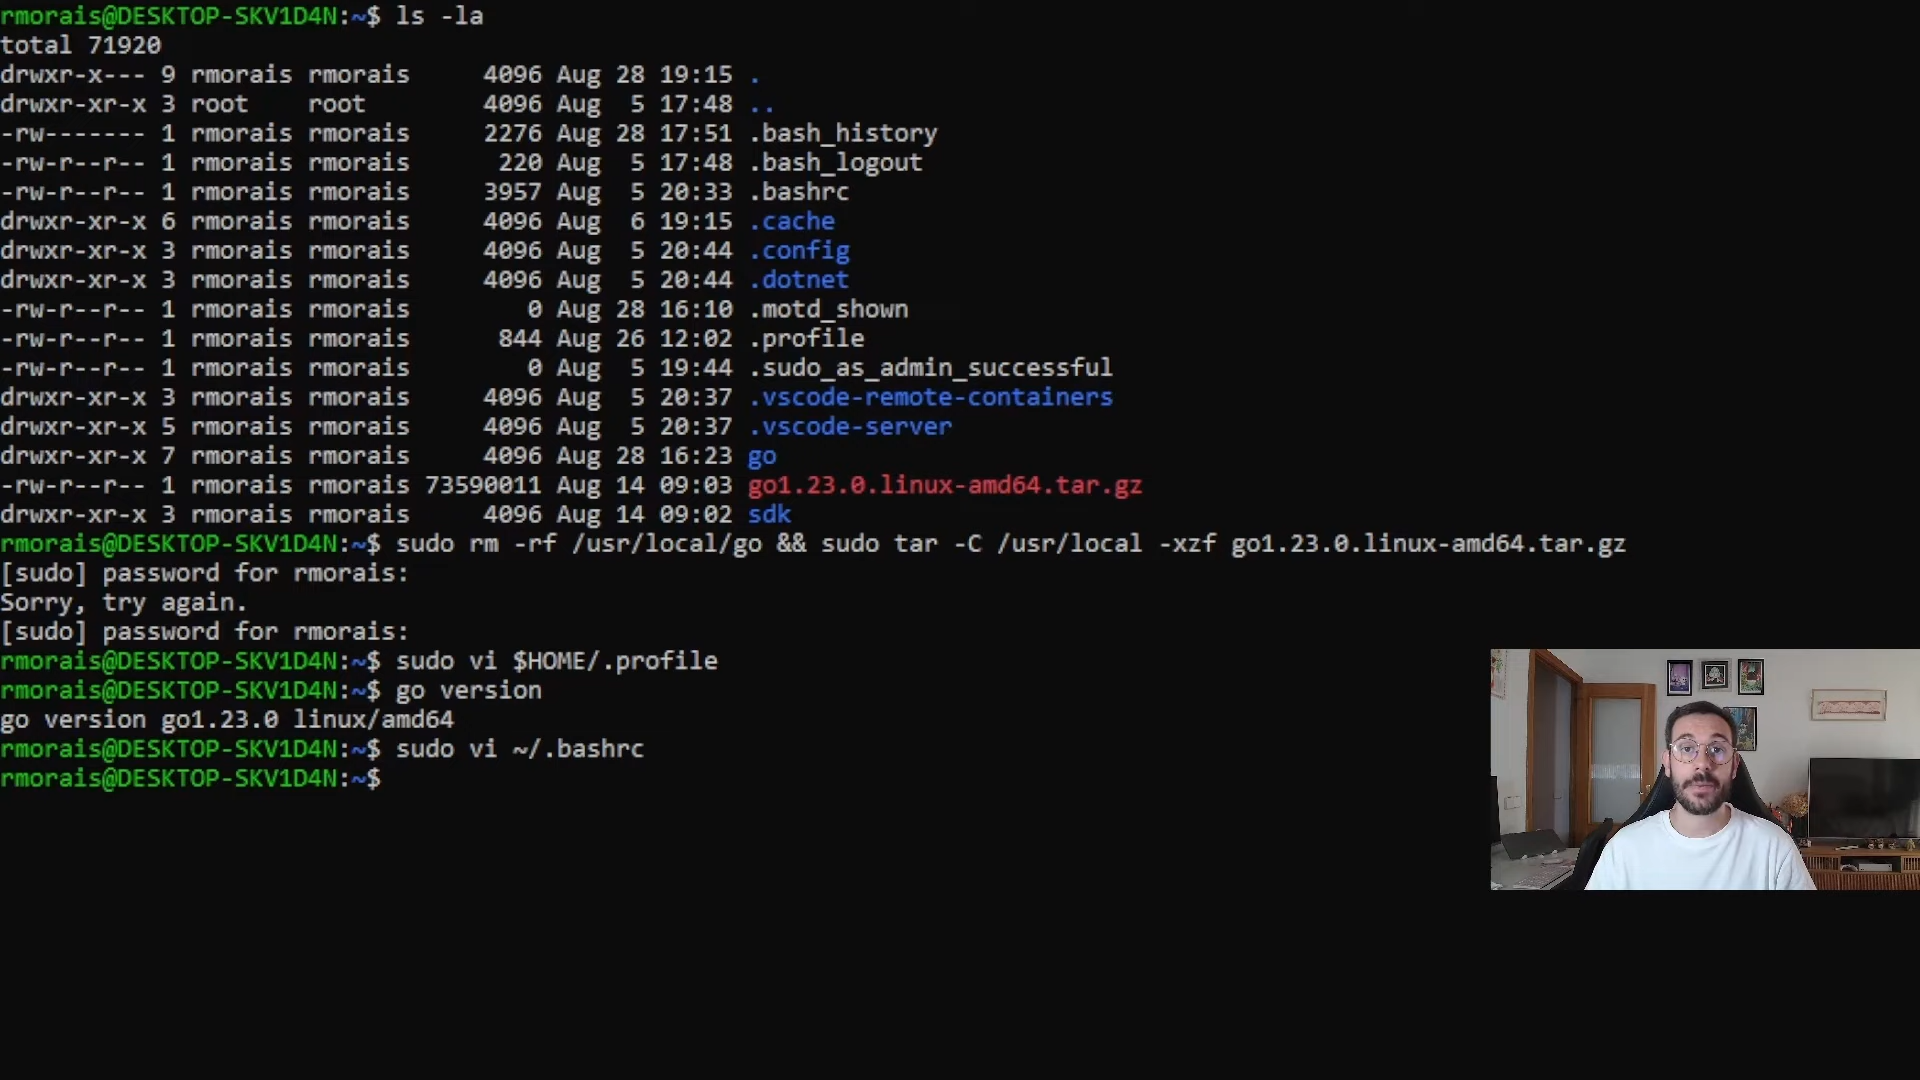 rmorais@DESKTOP-SKV1D4N:~$ ls -la
total 71920
drwxr-x--- 9 rmorais rmorais     4096 Aug 28 19:15 .
drwxr-xr-x 3 root    root        4096 Aug  5 17:48 ..
-rw------- 1 rmorais rmorais     2276 Aug 28 17:51 .bash_history
-rw-r--r-- 1 rmorais rmorais      220 Aug  5 17:48 .bash_logout
-rw-r--r-- 1 rmorais rmorais     3957 Aug  5 20:33 .bashrc
drwxr-xr-x 6 rmorais rmorais     4096 Aug  6 19:15 .cache
drwxr-xr-x 3 rmorais rmorais     4096 Aug  5 20:44 .config
drwxr-xr-x 3 rmorais rmorais     4096 Aug  5 20:44 .dotnet
-rw-r--r-- 1 rmorais rmorais        0 Aug 28 16:10 .motd_shown
-rw-r--r-- 1 rmorais rmorais      844 Aug 26 12:02 .profile
-rw-r--r-- 1 rmorais rmorais        0 Aug  5 19:44 .sudo_as_admin_successful
drwxr-xr-x 3 rmorais rmorais     4096 Aug  5 20:37 .vscode-remote-containers
drwxr-xr-x 5 rmorais rmorais     4096 Aug  5 20:37 .vscode-server
drwxr-xr-x 7 rmorais rmorais     4096 Aug 28 16:23 go
-rw-r--r-- 1 rmorais rmorais 73590011 Aug 14 09:03 go1.23.0.linux-amd64.tar.gz
drwxr-xr-x 3 rmorais rmorais     4096 Aug 14 09:02 sdk
rmorais@DESKTOP-SKV1D4N:~$ sudo rm -rf /usr/local/go && sudo tar -C /usr/local -xzf go1.23.0.linux-amd64.tar.gz
[sudo] password for rmorais:
Sorry, try again.
[sudo] password for rmorais:
rmorais@DESKTOP-SKV1D4N:~$ sudo vi $HOME/.profile
rmorais@DESKTOP-SKV1D4N:~$ go version
go version go1.23.0 linux/amd64
rmorais@DESKTOP-SKV1D4N:~$ sudo vi ~/.bashrc
rmorais@DESKTOP-SKV1D4N:~$